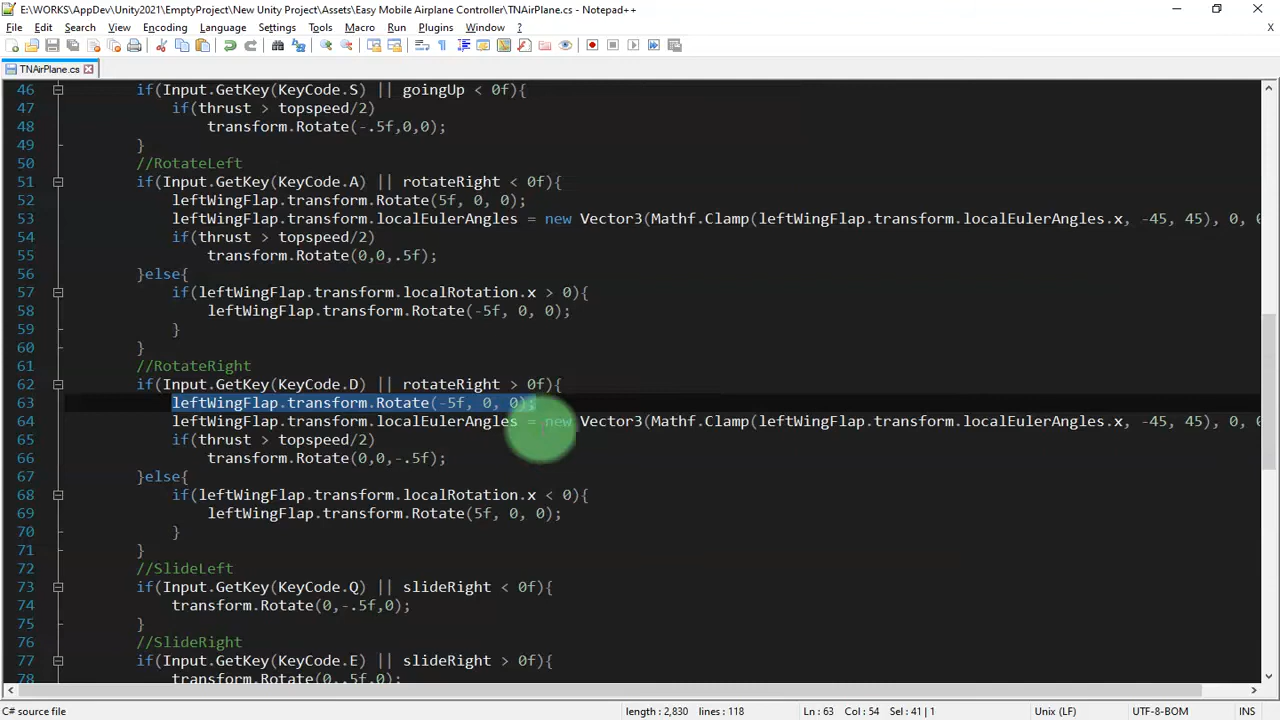 E:\WORKS\AppDev\Unity2021\EmptyProject\New Unity Project\Assets\Easy Mobile Airplane Controller\TNAirPlane.cs - Notepad++
File Edit Search View Encoding Language Settings Tools Macro Run Plugins Window ? X
TNAirPlane.cs
46 if(Input.GetKey(KeyCode.S) || goingUp < 0f){
47 if(thrust > topspeed/2)
48 transform.Rotate(-.5f,0,0);
49 }
50 //RotateLeft
51 if(Input.GetKey(KeyCode.A) || rotateRight < 0f){
52 leftWingFlap.transform.Rotate(5f, 0, 0);
53 leftWingFlap.transform.localEulerAngles = new Vector3(Mathf.Clamp(leftWingFlap.transform.localEulerAngles.x, -45, 45), 0, 0
54 if(thrust > topspeed/2)
55 transform.Rotate(0,0,.5f);
56 }else{
57 if(leftWingFlap.transform.localRotation.x > 0){
58 leftWingFlap.transform.Rotate(-5f, 0, 0);
59 }
60 }
61 //RotateRight
62 if(Input.GetKey(KeyCode.D) || rotateRight > 0f){
63 leftWingFlap.transform.Rotate(-5f, 0, 0);
64 leftWingFlap.transform.localEulerAngles = new Vector3(Mathf.Clamp(leftWingFlap.transform.localEulerAngles.x, -45, 45), 0, 0
65 if(thrust > topspeed/2)
66 transform.Rotate(0,0,-.5f);
67 }else{
68 if(leftWingFlap.transform.localRotation.x < 0){
69 leftWingFlap.transform.Rotate(5f, 0, 0);
70 }
71 }
72 //SlideLeft
73 if(Input.GetKey(KeyCode.Q) || slideRight < 0f){
74 transform.Rotate(0,-.5f,0);
75 }
76 //SlideRight
77 if(Input.GetKey(KeyCode.E) || slideRight > 0f){
78 transform.Rotate(0,.5f,0);
C# source file length : 2,830 lines : 118 Ln : 63 Col : 54 Sel : 41 | 1 Unix (LF) UTF-8-BOM INS